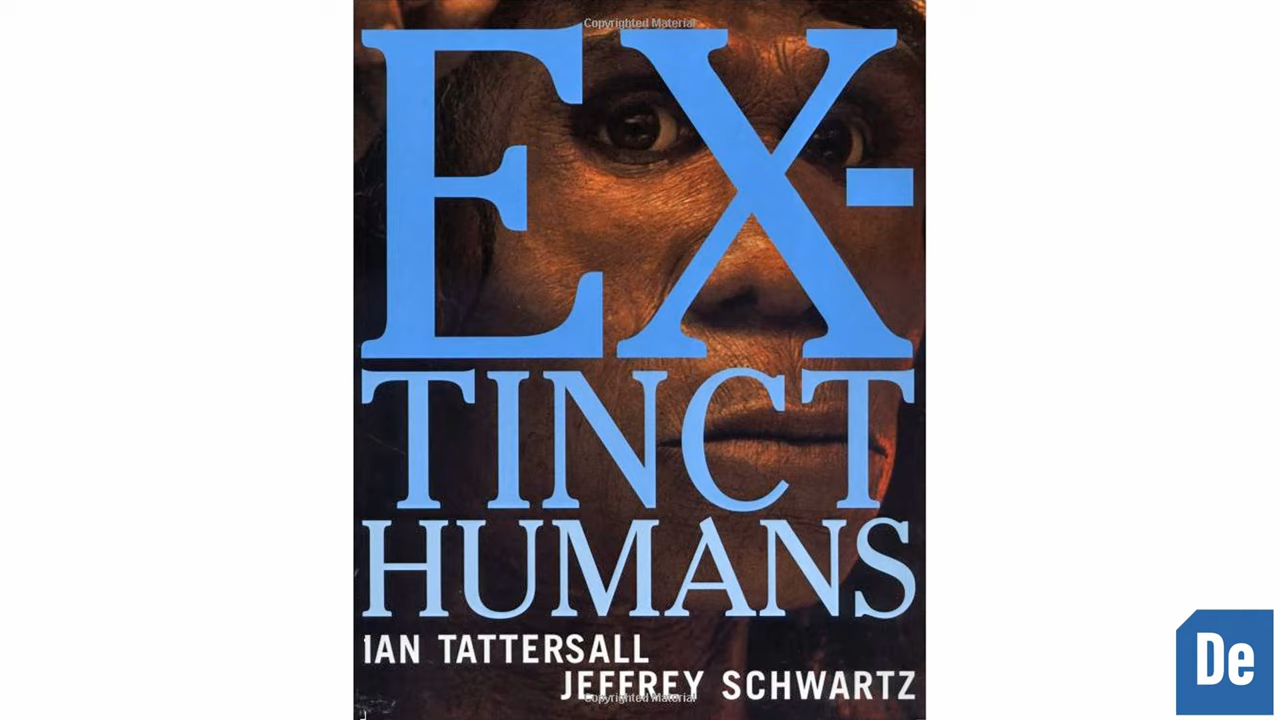 Copyrighted Material
EX-
TINCT
HUMANS
IAN TATTERSALL
JEFFREY SCHWARTZ
Copyrighted Material
De